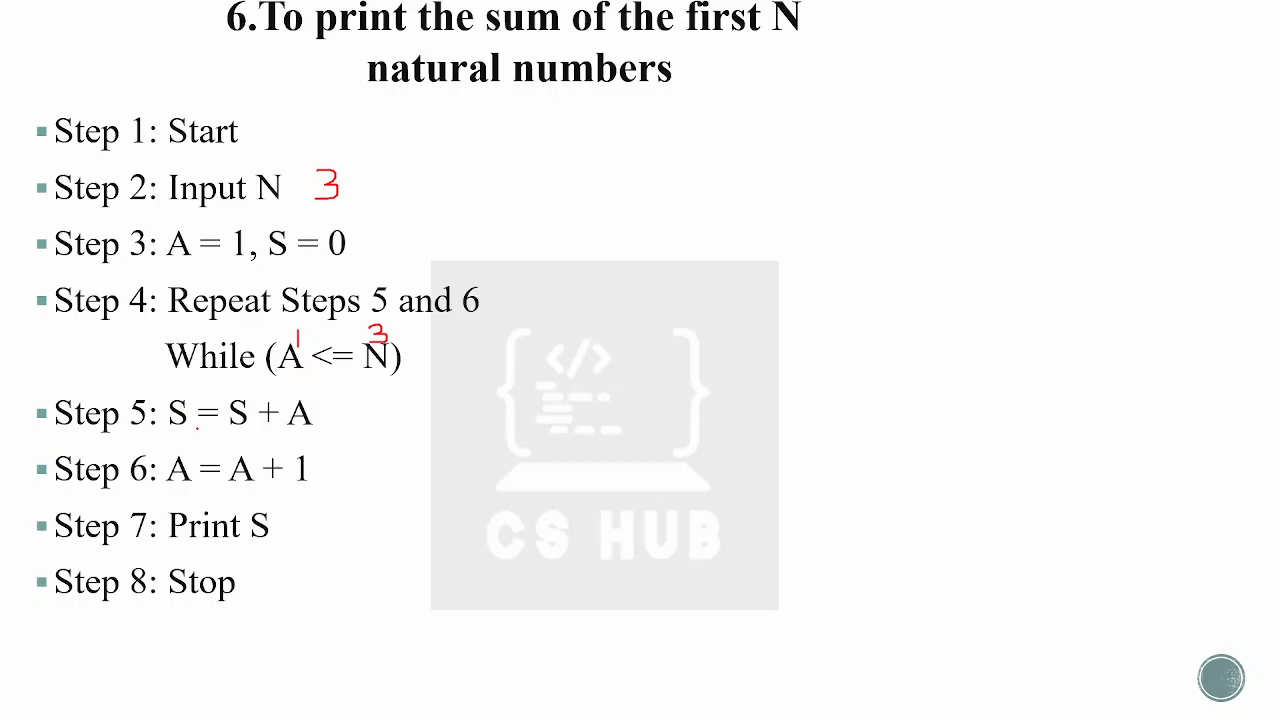 6.To print the sum of the first N
natural numbers
Step 1: Start
Step 2: Input N 3
Step 3: A = 1, S = 0
Step 4: Repeat Steps 5 and 6
1 3
While (A <= N)
Step 5: S = S + A
Step 6: A = A + 1
Step 7: Print S
Step 8: Stop
</>
CS HUB